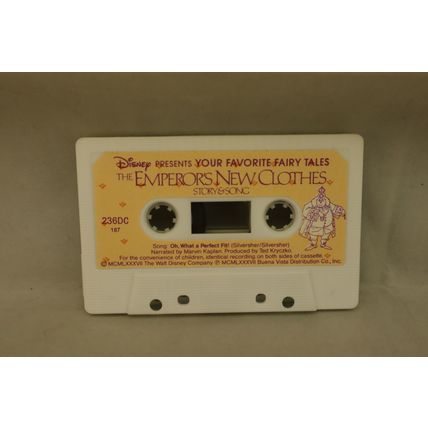 Disney PRESENTS YOUR FAVORITE FAIRY TALES
THE EMPEROR'S NEW CLOTHES
STORY & SONG
236DC
187
Song: Oh, What a Perfect Fit! (Silversher/Silversher)
Narrated by Marvin Kaplan. Produced by Ted Kryczko.
For the convenience of children, identical recording on both sides of cassette.
© MCMLXXXVII The Walt Disney Company ℗ MCMLXXXVII Buena Vista Distribution Co., Inc.